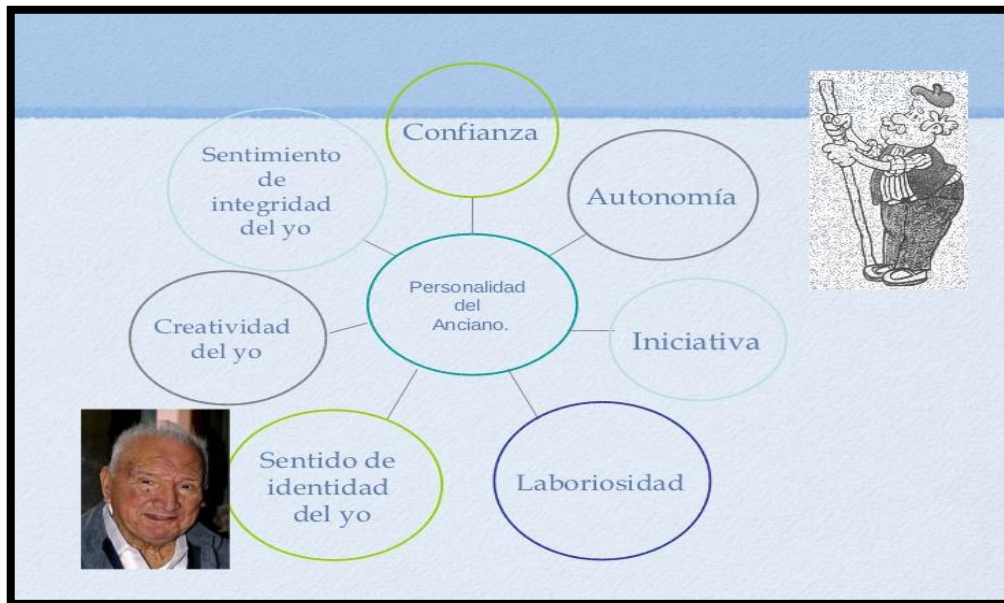 Confianza
Autonomía
Iniciativa
Laboriosidad
Sentido de
identidad
del yo
Creatividad
del yo
Sentimiento
de
integridad
del yo
Personalidad
del
Anciano.